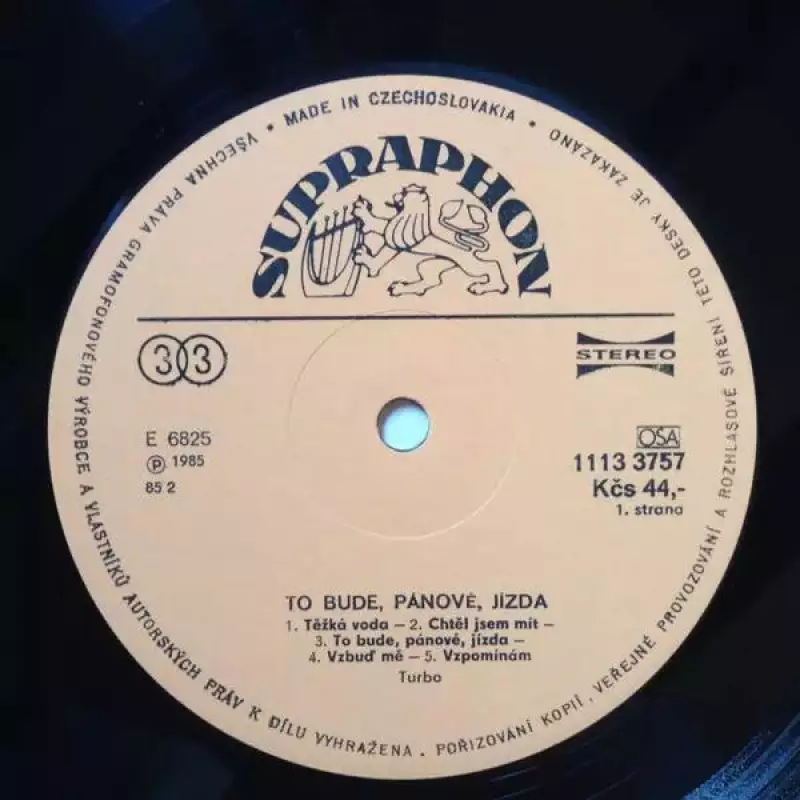 • MADE IN CZECHOSLOVAKIA •
VŠECHNA PRÁVA GRAMOFONOVÉHO VÝROBCE A VLASTNÍKŮ AUTORSKÝCH PRÁV K DÍLU VYHRAŽENA. POŘIZOVÁNÍ KOPIÍ, VEŘEJNÉ PROVOZOVÁNÍ A ROZHLASOVÉ ŠÍŘENÍ TÉTO DESKY JE ZAKÁZÁNO
SUPRAPHON
33
STEREO
E 6825
Ⓟ 1985
85 2
OSA
1113 3757
Kčs 44,-
1. strana
TO BUDE, PÁNOVÉ, JÍZDA
1. Těžká voda – 2. Chtěl jsem mít –
3. To bude, pánové, jízda –
4. Vzbuď mě – 5. Vzpomínám
Turbo